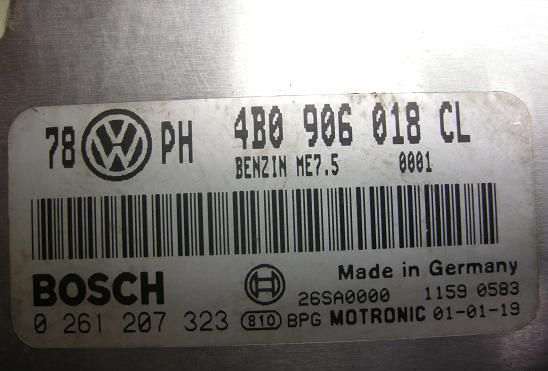 78 VW PH 4B0 906 018 CL
BENZIN ME7.5 0001
BOSCH Made in Germany
26SA0000 1159 0583
0 261 207 323 810 BPG MOTRONIC 01-01-19